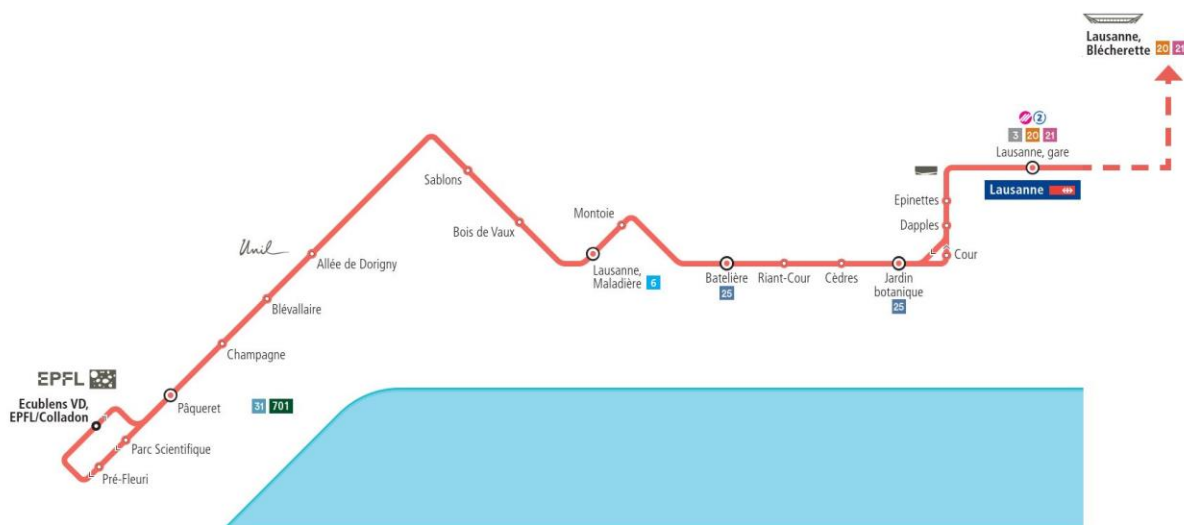 Lausanne,
Blécherette 20 21
2
3 20 21
Lausanne, gare
Lausanne
Epinettes
Dapples
Cour
Sablons
Bois de Vaux
Montoie
Lausanne,
Maladière 6
Batelière
25
Riant-Cour
Cèdres
Jardin
botanique
25
Unil
Allée de Dorigny
Blévallaire
Champagne
EPFL
Ecublens VD,
EPFL/Colladon
Pâqueret
31 701
Parc Scientifique
Pré-Fleuri